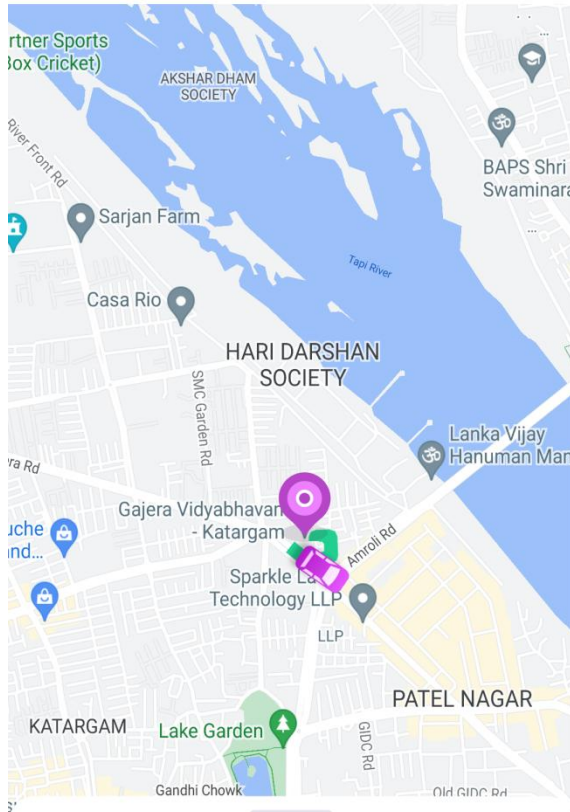 rtner Sports
Box Cricket)
AKSHAR DHAM
SOCIETY
BAPS Shri
Swaminara
River Front Rd
Sarjan Farm
Tapi River
Casa Rio
HARI DARSHAN
SOCIETY
SMC Garden Rd
Lanka Vijay
Hanuman Man
era Rd
Gajera Vidyabhavan
- Katargam
uche
and...
Amroli Rd
Sparkle L
Technology LLP
LLP
PATEL NAGAR
KATARGAM
Lake Garden
GIDC Rd
Gandhi Chowk
Old GIDC Rd